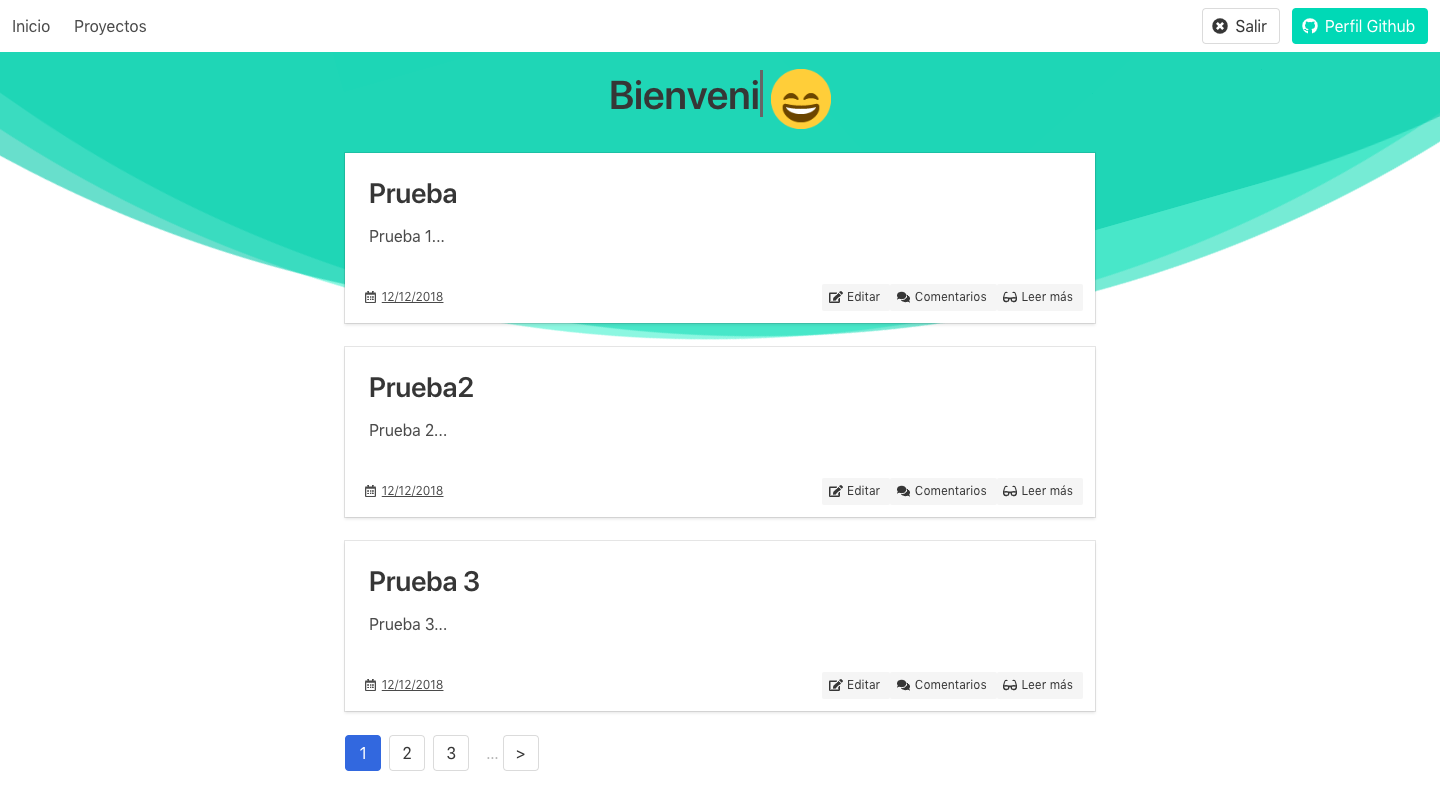 Inicio Proyectos Salir Perfil Github
Bienveni
Prueba
Prueba 1...
12/12/2018 Editar Comentarios Leer más
Prueba2
Prueba 2...
12/12/2018 Editar Comentarios Leer más
Prueba 3
Prueba 3...
12/12/2018 Editar Comentarios Leer más
1 2 3 ... >